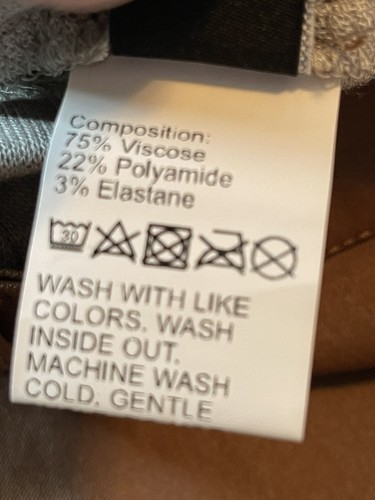 Composition:
75% Viscose
22% Polyamide
3% Elastane
30
WASH WITH LIKE
COLORS. WASH
INSIDE OUT.
MACHINE WASH
COLD. GENTLE